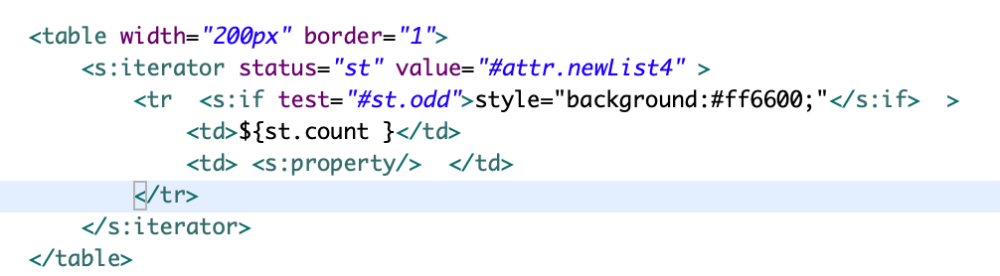 <table width="200px" border="1">
<s:iterator status="st" value="#attr.newList4" >
<tr  <s:if test="#st.odd">style="background:#ff6600;"</s:if>  >
<td>${st.count }</td>
<td> <s:property/>  </td>
</tr>
</s:iterator>
</table>